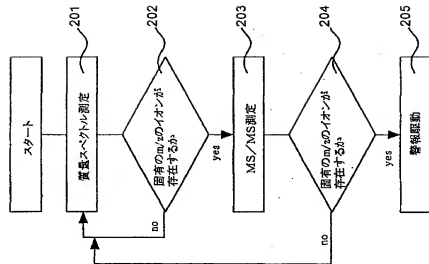 スタート
201
質量スペクトル測定
202
固有のm/zのイオンが
存在するか
no
yes
203
MS/MS測定
204
固有のm/zのイオンが
存在するか
no
yes
205
警報駆動